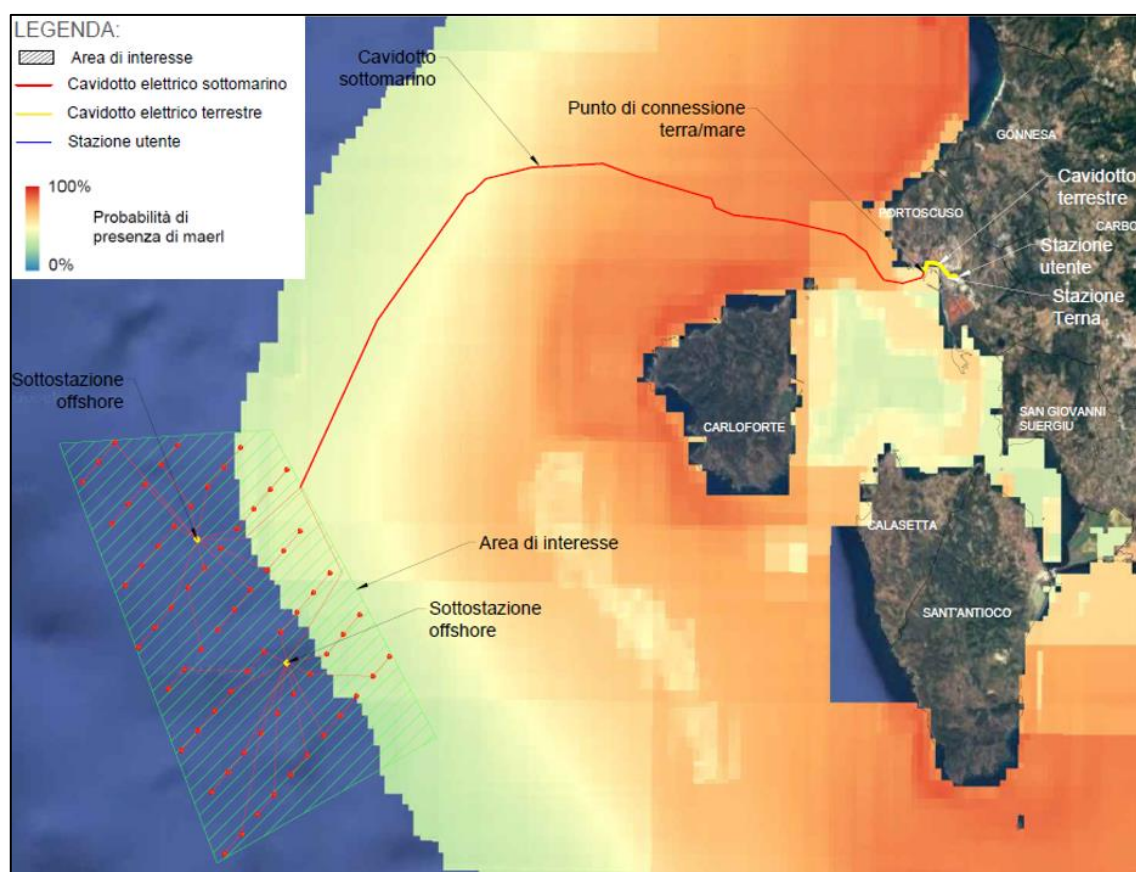 LEGENDA:
Area di interesse
Cavidotto elettrico sottomarino
Cavidotto elettrico terrestre
Stazione utente
100%
Probabilità di
presenza di maerl
0%
Cavidotto
sottomarino
Punto di connessione
terra/mare
GONNESA
Cavidotto
terrestre
PORTOSCUSO
CARBO
Stazione
utente
Stazione
Terna
Sottostazione
offshore
CARLOFORTE
SAN GIOVANNI
SUERGIU
CALASETTA
Area di interesse
Sottostazione
offshore
SANT'ANTIOCO